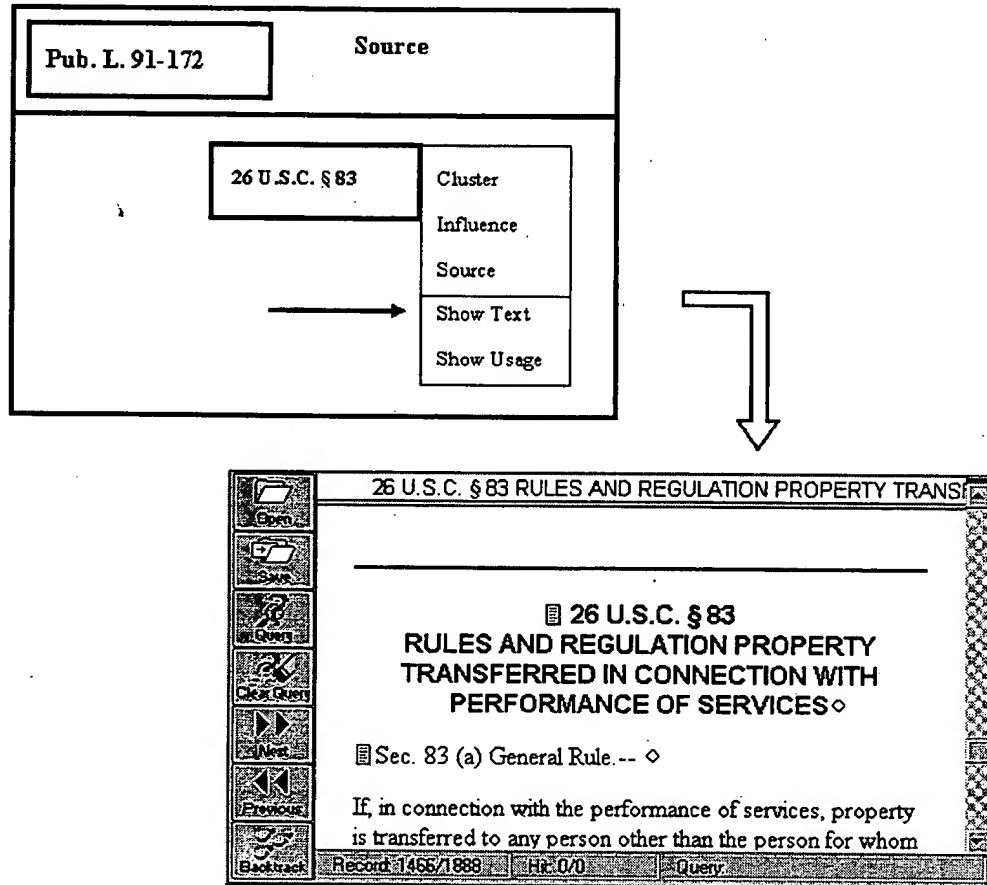 Source
Pub. L. 91-172
26 U.S.C. § 83
Cluster
Influence
Source
Show Text
Show Usage
26 U.S.C. § 83 RULES AND REGULATION PROPERTY TRANSF
Open
Save
Query
Clear Query
Next
Previous
Backtrack
26 U.S.C. § 83
RULES AND REGULATION PROPERTY
TRANSFERRED IN CONNECTION WITH
PERFORMANCE OF SERVICES◇
Sec. 83 (a) General Rule.-- ◇
If, in connection with the performance of services, property
is transferred to any person other than the person for whom
Record: 1466/1888
Hit: 0/0
Query: